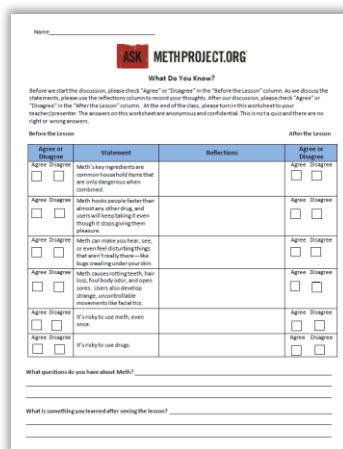 Name
ASK METHPROJECT.ORG
What Do You Know?
Before we start the discussion, please check "Agree" or "Disagree" in the "Before the Lesson" column. As we discuss the
statements, please use the reflections column to record your thoughts. After our discussion, please check "Agree" or
"Disagree" in the "After the Lesson" column. At the end of the class, please turn in this worksheet to your
teacher/presenter. The answers on this worksheet are anonymous and confidential. This is not a quiz and there are no
right or wrong answers.
Before the Lesson After the Lesson
Agree or Disagree Statement Reflections Agree or Disagree
Agree Disagree Meth's key ingredients are Agree Disagree
common household items that
are only dangerous when
combined.
Agree Disagree Meth hooks people faster than Agree Disagree
almost any other drug, and
users will keep taking it even
though it stops giving them
pleasure.
Agree Disagree Meth can make you hear, see, Agree Disagree
or even feel disturbing things
that aren't really there—like
bugs crawling under your skin.
Agree Disagree Meth causes rotting teeth, hair Agree Disagree
loss, foul body odor, and open
sores. Users also develop
strange, uncontrollable
movements like facial tics.
Agree Disagree It's risky to use meth, even Agree Disagree
once.
Agree Disagree It's risky to use drugs. Agree Disagree
What questions do you have about Meth?
What is something you learned after seeing the lesson?